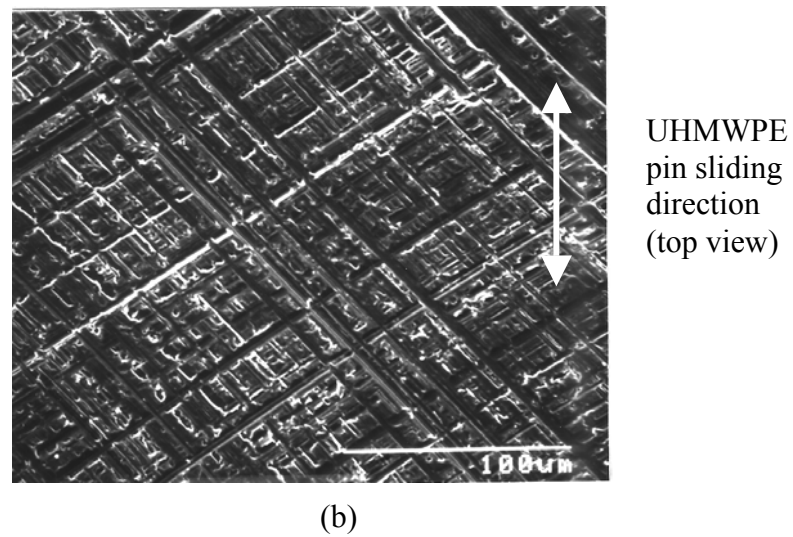 UHMWPE
pin sliding
direction
(top view)
100um
(b)